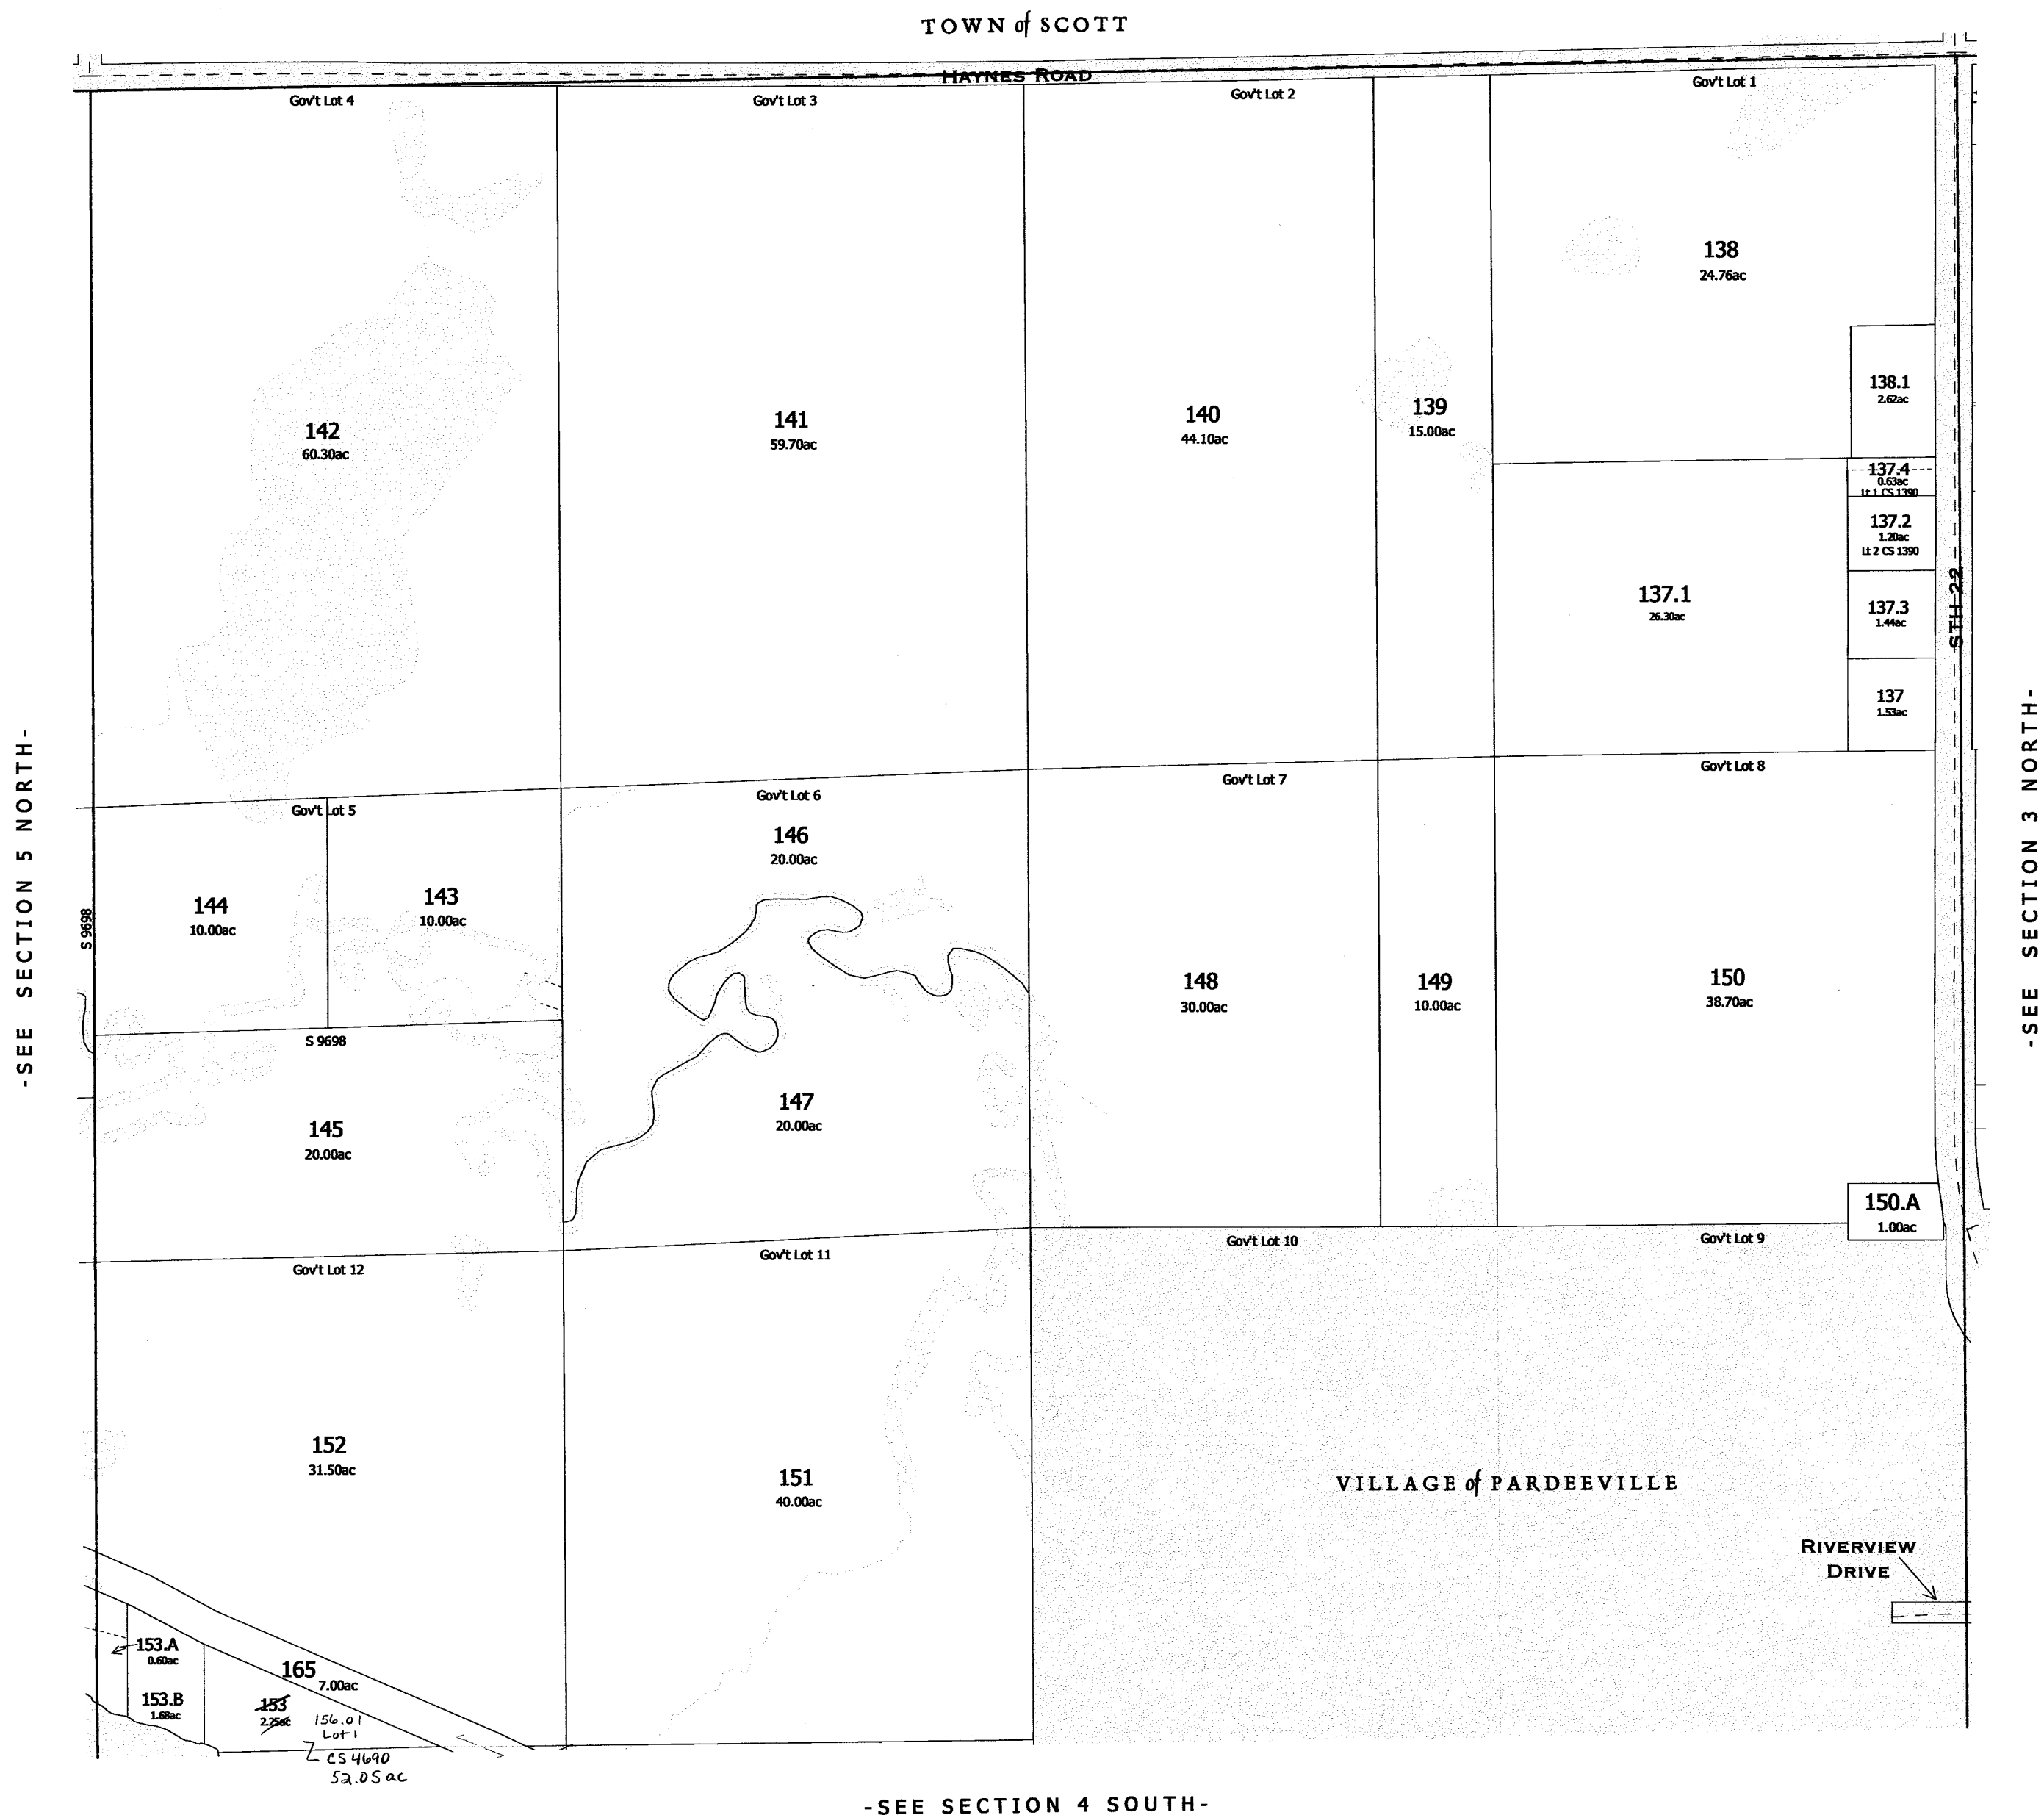 TOWN of SCOTT
HAYNES ROAD
Gov't Lot 4
Gov't Lot 3
Gov't Lot 2
Gov't Lot 1
138
24.76ac
138.1
2.62ac
142
60.30ac
141
59.70ac
140
44.10ac
139
15.00ac
137.4
0.63ac
Lt 1 CS 1390
137.2
1.20ac
Lt 2 CS 1390
137.1
26.30ac
137.3
1.44ac
137
1.53ac
STH 22
-SEE SECTION 5 NORTH-
-SEE SECTION 3 NORTH-
Gov't Lot 5
Gov't Lot 6
Gov't Lot 7
Gov't Lot 8
146
20.00ac
144
10.00ac
143
10.00ac
S 9698
148
30.00ac
149
10.00ac
150
38.70ac
S 9698
145
20.00ac
147
20.00ac
150.A
1.00ac
Gov't Lot 12
Gov't Lot 11
Gov't Lot 10
Gov't Lot 9
152
31.50ac
151
40.00ac
VILLAGE of PARDEEVILLE
RIVERVIEW
DRIVE
153.A
0.60ac
165
7.00ac
153.B
1.68ac
153
2.25ac
156.01
Lot 1
CS 4690
52.05 ac
-SEE SECTION 4 SOUTH-